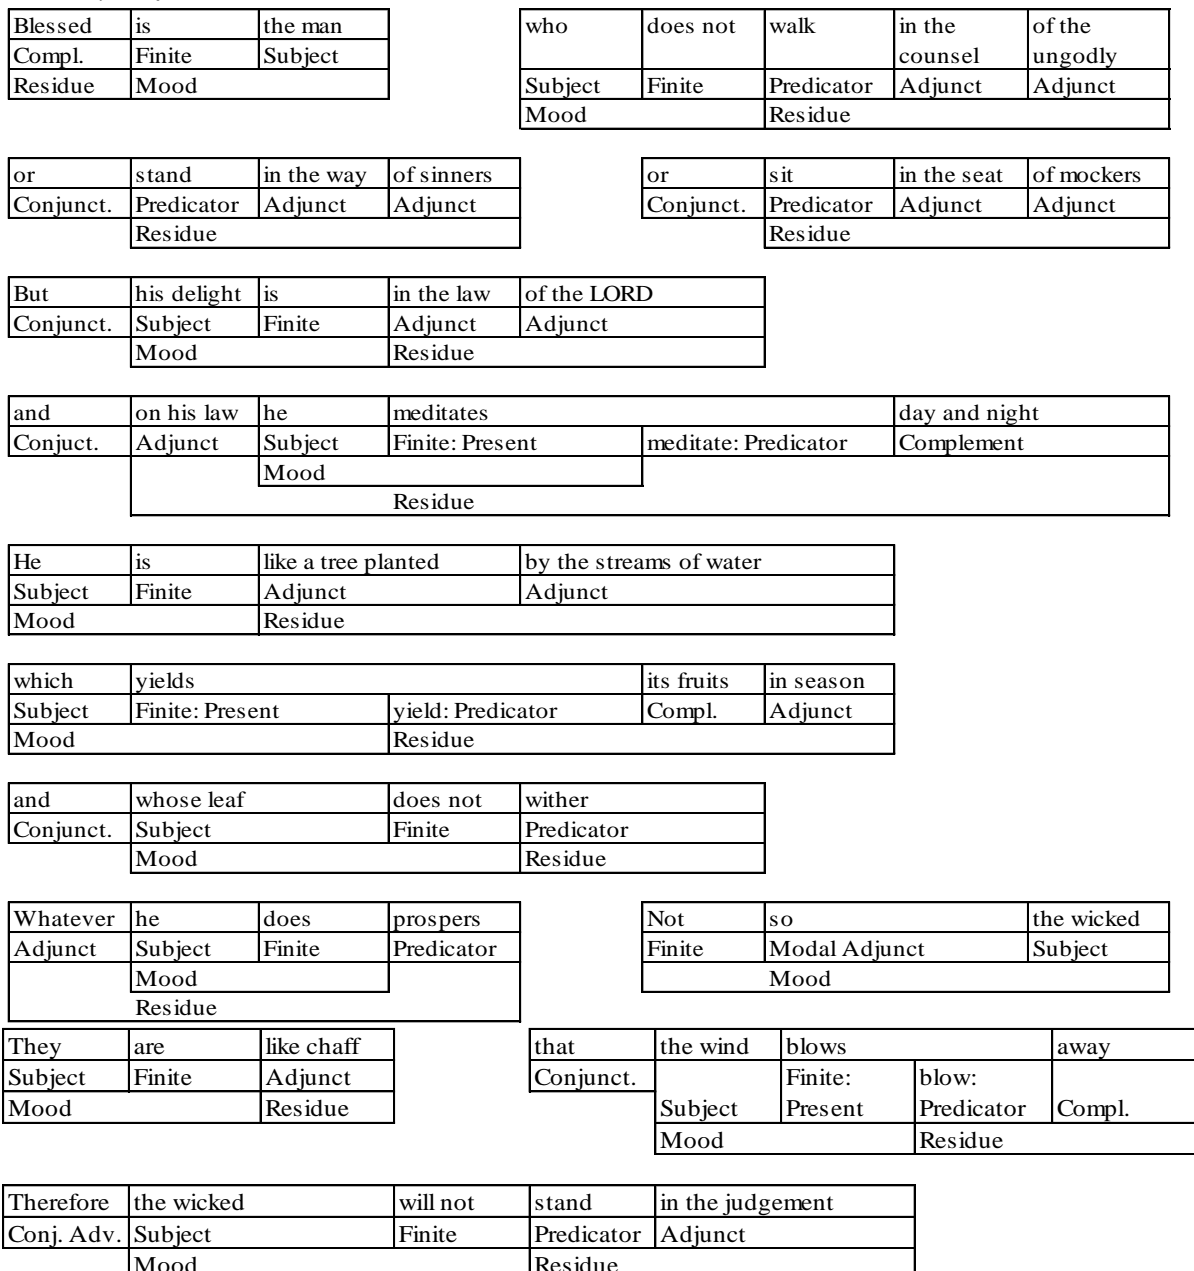 Blessed is the man
Compl. Finite Subject
Residue Mood
who does not walk in the counsel of the ungodly
Subject Finite Predicator Adjunct Adjunct
Mood Residue
or stand in the way of sinners
Conjunct. Predicator Adjunct Adjunct
Residue
or sit in the seat of mockers
Conjunct. Predicator Adjunct Adjunct
Residue
But his delight is in the law of the LORD
Conjunct. Subject Finite Adjunct Adjunct
Mood Residue
and on his law he meditates day and night
Conjuct. Adjunct Subject Finite: Present meditate: Predicator Complement
Mood
Residue
He is like a tree planted by the streams of water
Subject Finite Adjunct Adjunct
Mood Residue
which yields its fruits in season
Subject Finite: Present yield: Predicator Compl. Adjunct
Mood Residue
and whose leaf does not wither
Conjunct. Subject Finite Predicator
Mood Residue
Whatever he does prospers
Adjunct Subject Finite Predicator
Mood
Residue
Not so the wicked
Finite Modal Adjunct Subject
Mood
They are like chaff
Subject Finite Adjunct
Mood Residue
that the wind blows away
Conjunct. Subject Finite: Present blow: Predicator Compl.
Mood Residue
Therefore the wicked will not stand in the judgement
Conj. Adv. Subject Finite Predicator Adjunct
Mood Residue